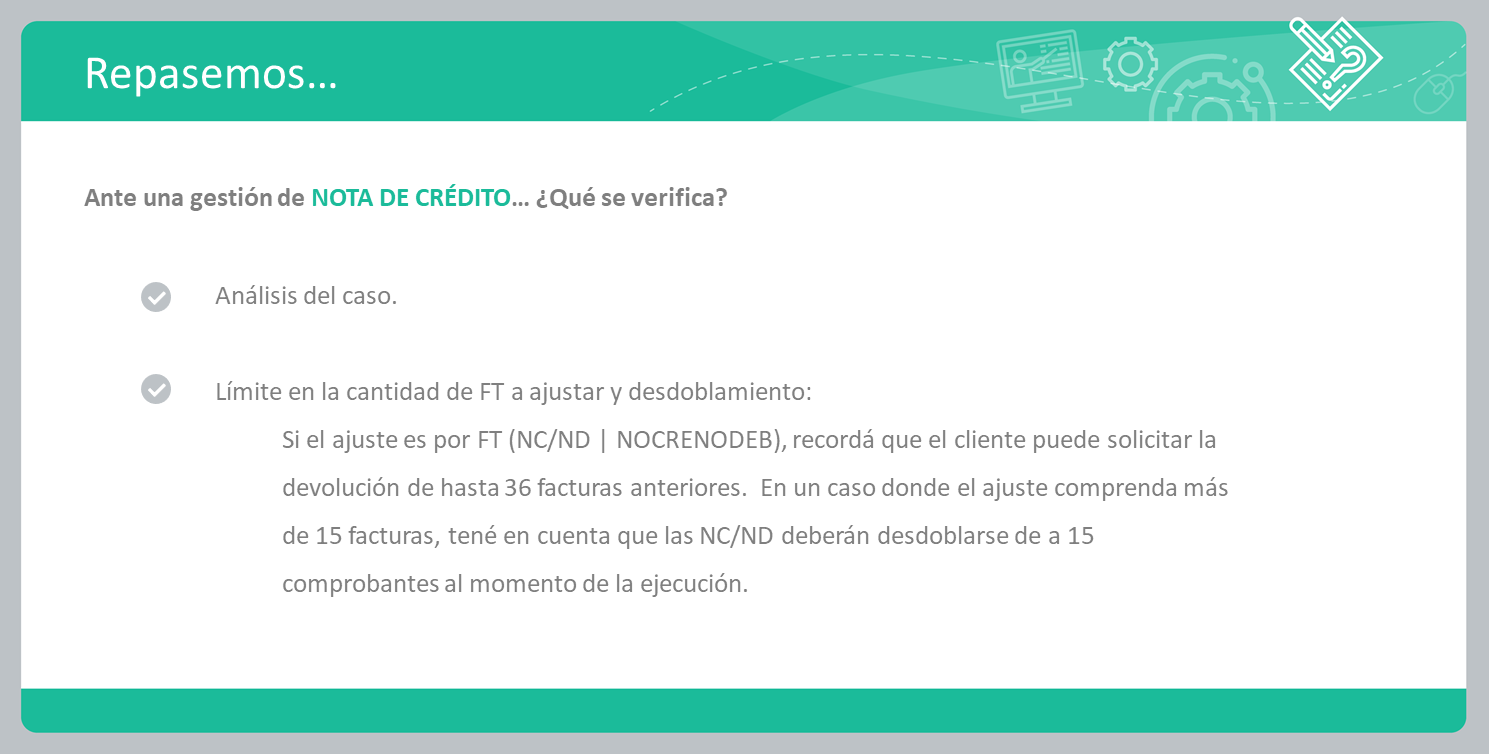 Repasemos...
Ante una gestión de NOTA DE CRÉDITO... ¿Qué se verifica?
Análisis del caso.
Límite en la cantidad de FT a ajustar y desdoblamiento:
Si el ajuste es por FT (NC/ND | NOCRENODEB), recordá que el cliente puede solicitar la
devolución de hasta 36 facturas anteriores. En un caso donde el ajuste comprenda más
de 15 facturas, tené en cuenta que las NC/ND deberán desdoblarse de a 15
comprobantes al momento de la ejecución.